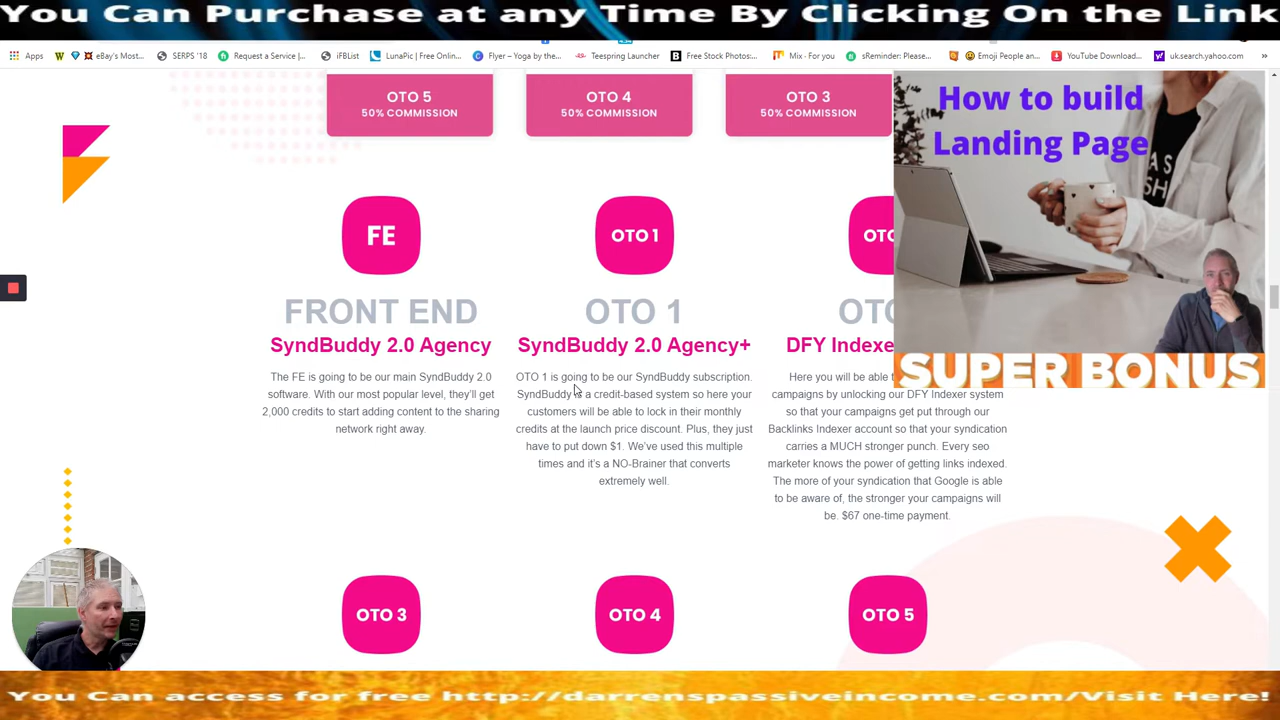 You Can Purchase at any Time By Clicking On the Link
Apps
eBay's Most...
SERPS '18
Request a Service |...
iFBList
LunaPic | Free Onlin...
Flyer – Yoga by the...
Teespring Launcher
Free Stock Photos:...
Mix · For you
sReminder: Please...
Emoji People an...
YouTube Download...
uk.search.yahoo.com
»
OTO 5
50% COMMISSION
OTO 4
50% COMMISSION
OTO 3
50% COMMISSION
How to build
Landing Page
SUPER BONUS
FE
FRONT END
SyndBuddy 2.0 Agency
The FE is going to be our main SyndBuddy 2.0
software. With our most popular level, they'll get
2,000 credits to start adding content to the sharing
network right away.
OTO 1
OTO 1
SyndBuddy 2.0 Agency+
OTO 1 is going to be our SyndBuddy subscription.
SyndBuddy is a credit-based system so here your
customers will be able to lock in their monthly
credits at the launch price discount. Plus, they just
have to put down $1. We've used this multiple
times and it's a NO-Brainer that converts
extremely well.
OTO
DFY Indexe
Here you will be able
campaigns by unlocking our DFY Indexer system
so that your campaigns get put through our
Backlinks Indexer account so that your syndication
carries a MUCH stronger punch. Every seo
marketer knows the power of getting links indexed.
The more of your syndication that Google is able
to be aware of, the stronger your campaigns will
be. $67 one-time payment.
OTO 3
OTO 4
OTO 5
You Can access for free http://darrenspassiveincome.com/Visit Here!